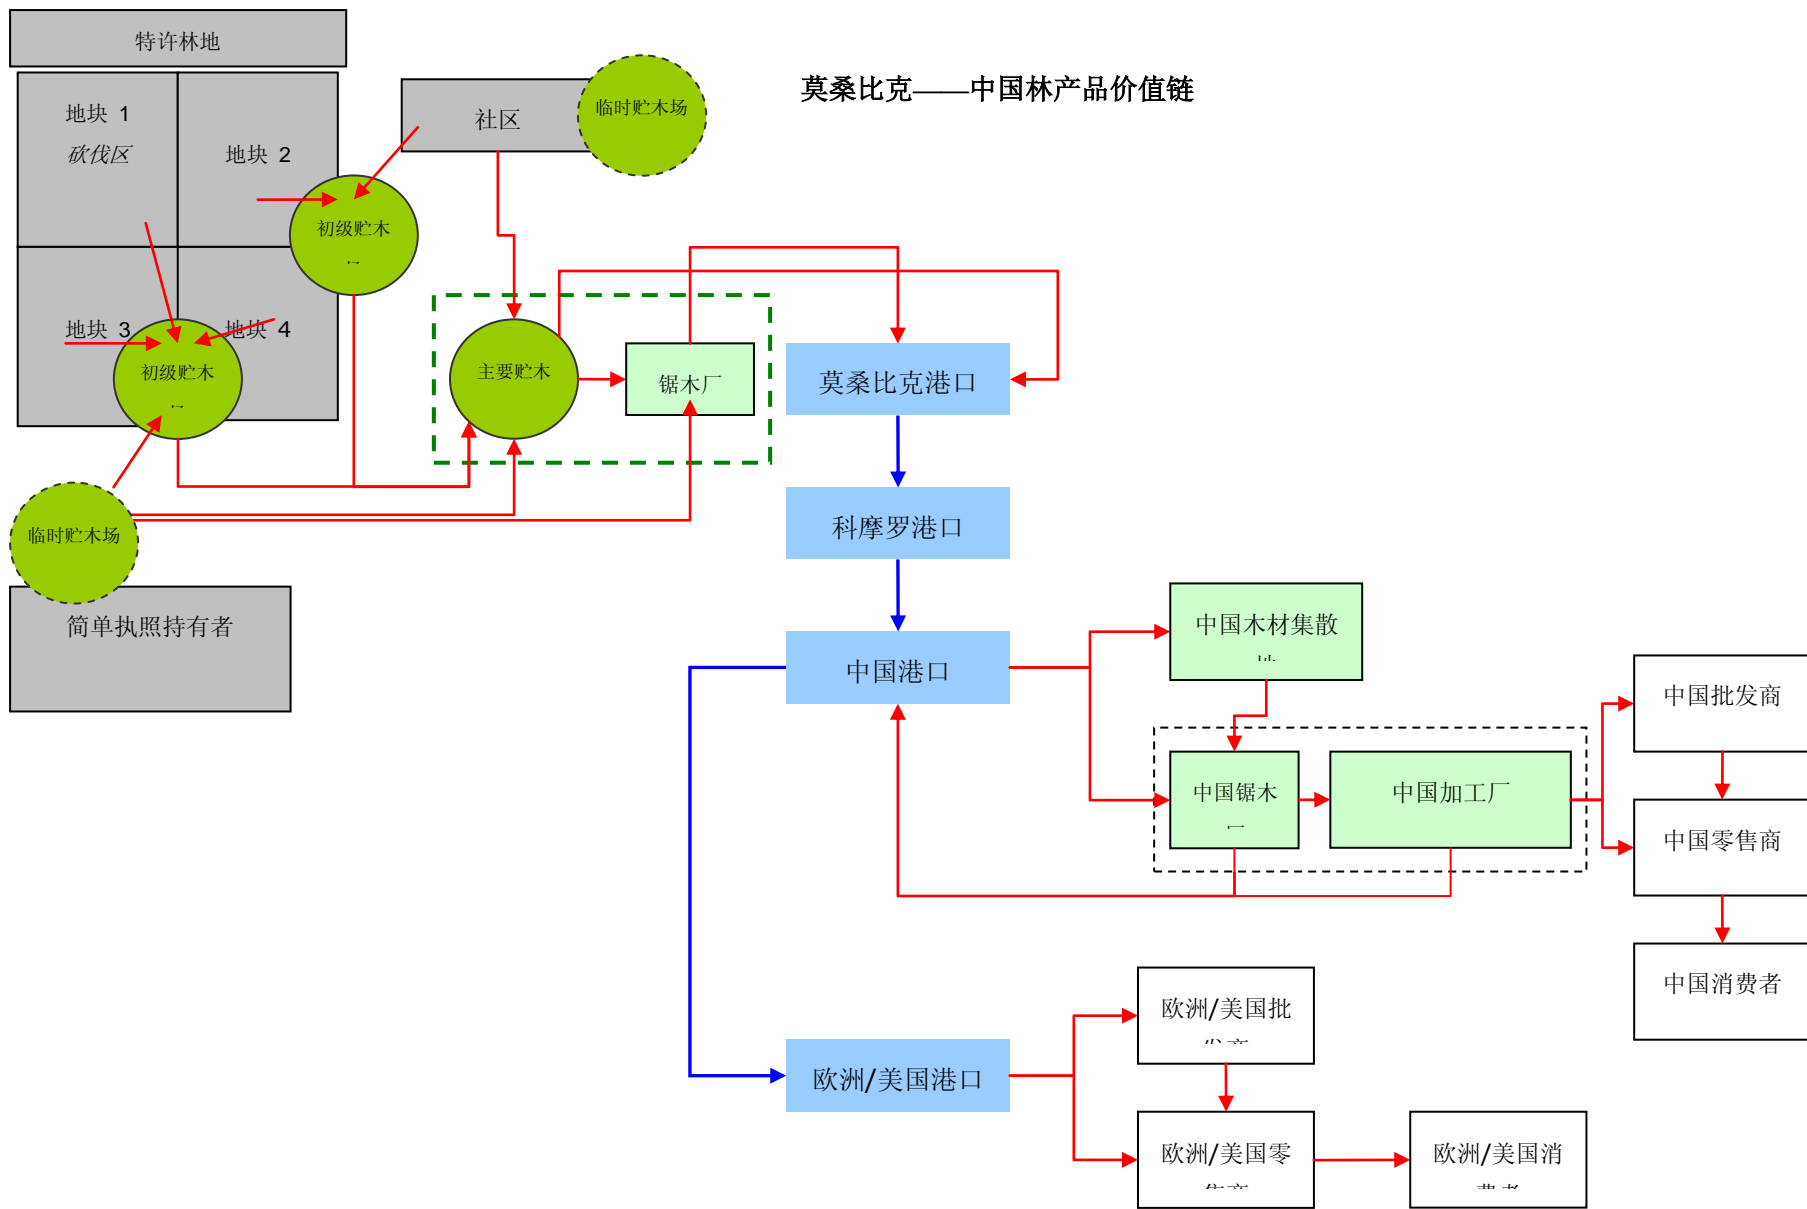 特许林地
莫桑比克——中国林产品价值链
地块 1
砍伐区
地块 2
社区
临时贮木场
初级贮木
地块 3
地块 4
初级贮木
主要贮木
锯木厂
莫桑比克港口
临时贮木场
科摩罗港口
简单执照持有者
中国港口
中国木材集散
中国批发商
中国锯木
中国加工厂
中国零售商
中国消费者
欧洲/美国批
欧洲/美国港口
欧洲/美国零
欧洲/美国消